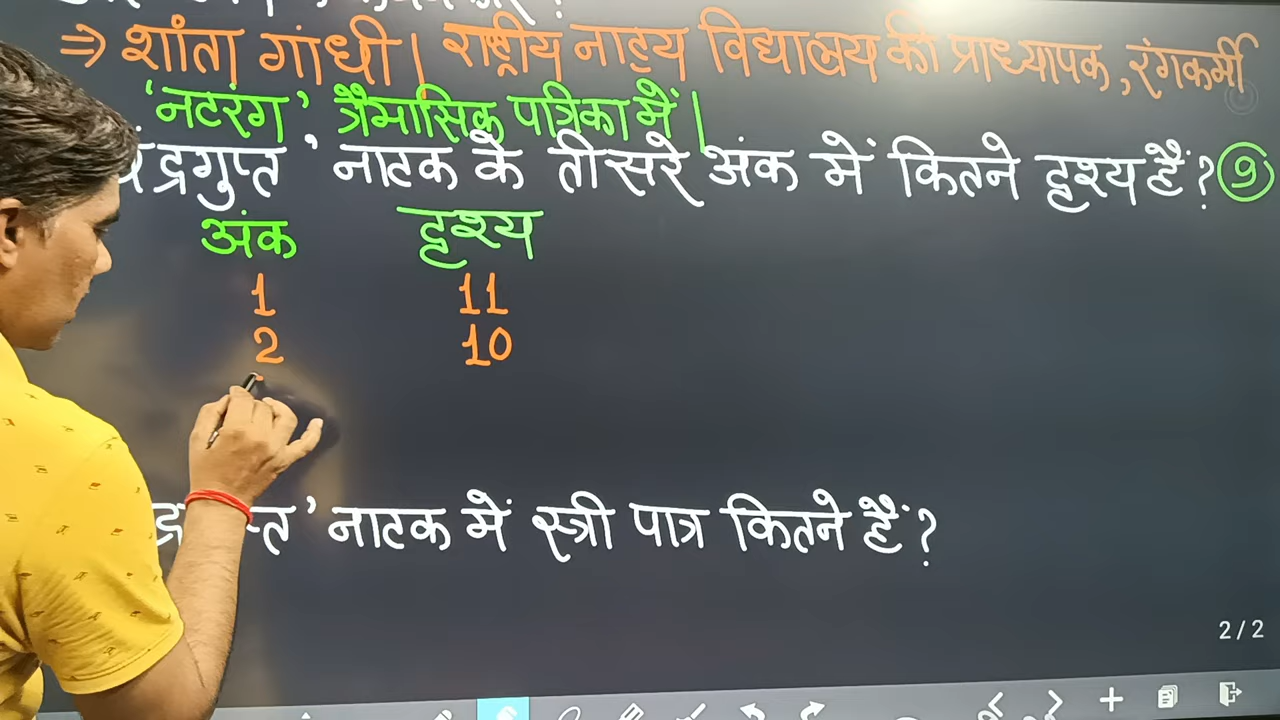 ⇒ शांता गांधी। राष्ट्रीय नाट्य विद्यालय की प्राध्यापक, रंगकर्मी
'नटरंग' त्रैमासिक पत्रिका में।
चंद्रगुप्त' नाटक के तीसरे अंक में कितने दृश्य हैं? 9
अंक दृश्य
1 11
2 10
नाटक में स्त्री पात्र कितने हैं?
2/2